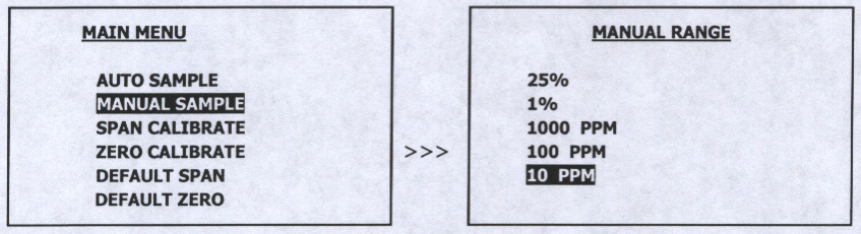 MAIN MENU
AUTO SAMPLE
MANUAL SAMPLE
SPAN CALIBRATE
ZERO CALIBRATE
DEFAULT SPAN
DEFAULT ZERO
>>>
MANUAL RANGE
25%
1%
1000 PPM
100 PPM
10 PPM